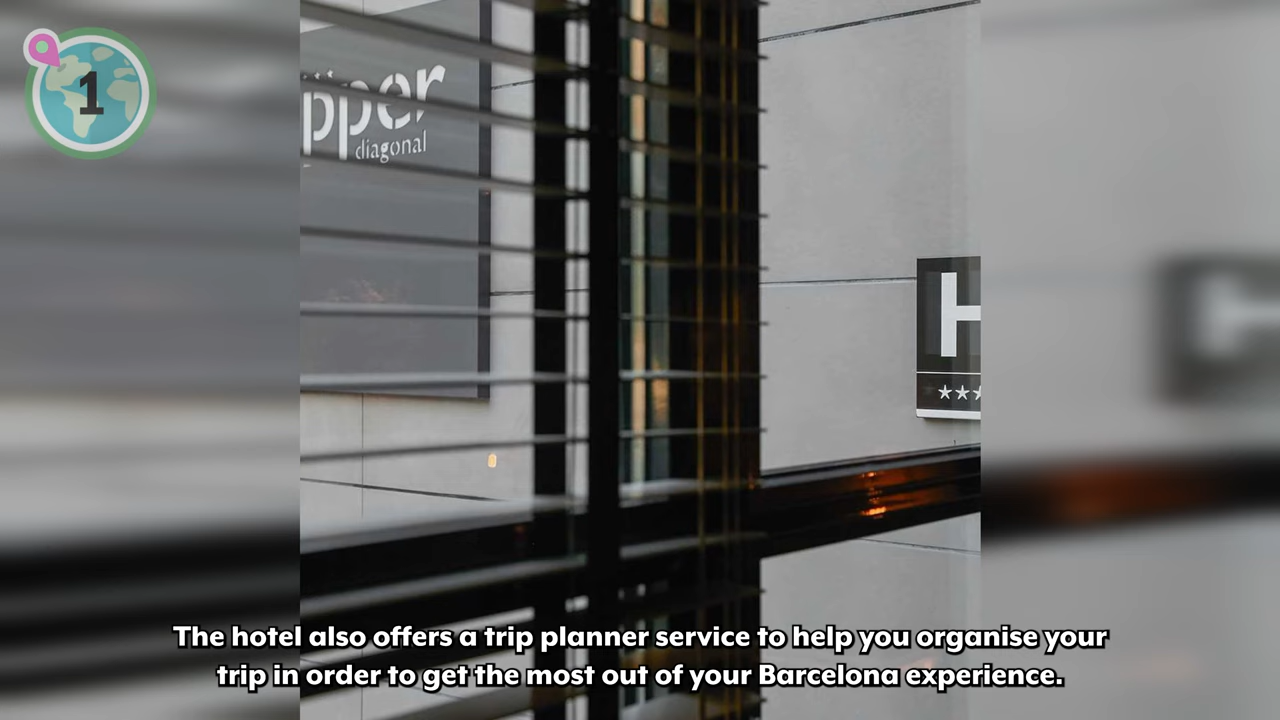 1
pper
diagonal
H
★★★
The hotel also offers a trip planner service to help you organise your
trip in order to get the most out of your Barcelona experience.